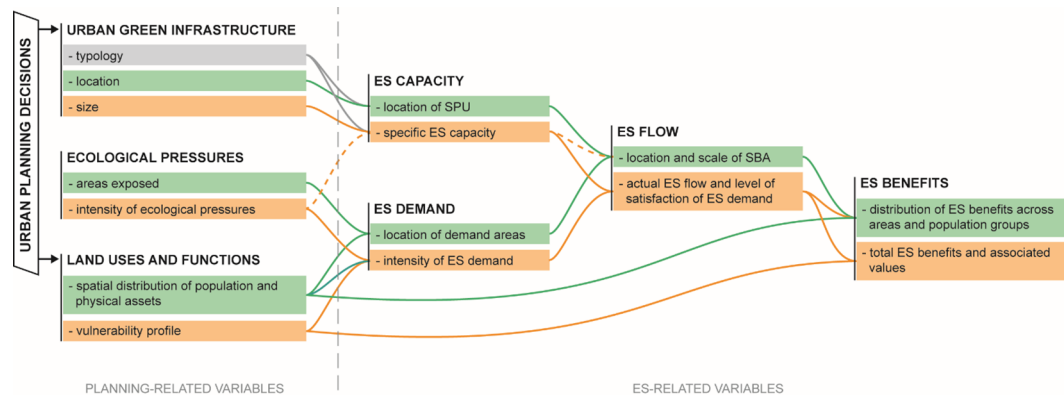 URBAN PLANNING DECISIONS
URBAN GREEN INFRASTRUCTURE
- typology
- location
- size
ECOLOGICAL PRESSURES
- areas exposed
- intensity of ecological pressures
LAND USES AND FUNCTIONS
- spatial distribution of population and
physical assets
- vulnerability profile
ES CAPACITY
- location of SPU
- specific ES capacity
ES DEMAND
- location of demand areas
- intensity of ES demand
ES FLOW
- location and scale of SBA
- actual ES flow and level of
satisfaction of ES demand
ES BENEFITS
- distribution of ES benefits across
areas and population groups
- total ES benefits and associated
values
PLANNING-RELATED VARIABLES
ES-RELATED VARIABLES